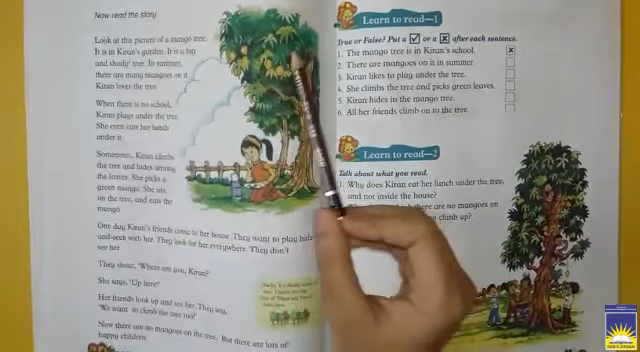 Now read the story.
Look at this picture of a mango tree.
It is in Kiran's garden. It is a big
and shady tree. In summer,
there are many mangoes on it.
Kiran loves the tree.
When there is no school,
Kiran plays under the tree.
She even eats her lunch
under it.
Sometimes, Kiran climbs
the tree and hides among
the leaves. She picks a
green mango. She sits
on the tree, and eats the
mango.
One day Kiran's friends come to her house. They want to play hide-
and-seek with her. They look for her everywhere. They don't
see her.
They shout, 'Where are you, Kiran?'
She says, 'Up here!'
Her friends look up and see her. They say,
'We want to climb the tree too!'
Now there are no mangoes on the tree. But there are lots of
happy children.
Learn to read—1
True or False? Put a ✓ or a ✗ after each sentence.
1. The mango tree is in Kiran's school. ✗
2. There are mangoes on it in summer.
3. Kiran likes to play under the tree.
4. She climbs the tree and picks green leaves.
5. Kiran hides in the mango tree.
6. All her friends climb on to the tree.
Learn to read—2
Talk about what you read.
1. Why does Kiran eat her lunch under the tree,
and not inside the house?
there are no mangoes on
climb up?